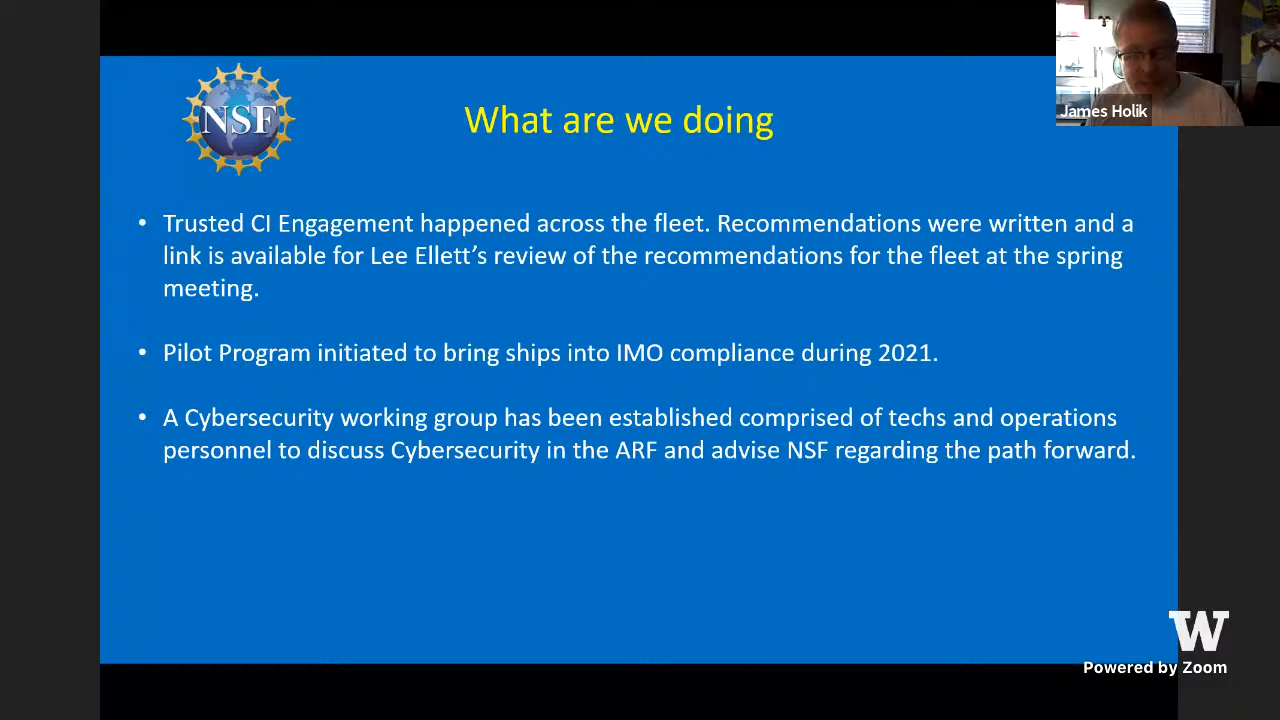 NSF
What are we doing
James Holik
• Trusted CI Engagement happened across the fleet. Recommendations were written and a
link is available for Lee Ellett’s review of the recommendations for the fleet at the spring
meeting.
• Pilot Program initiated to bring ships into IMO compliance during 2021.
• A Cybersecurity working group has been established comprised of techs and operations
personnel to discuss Cybersecurity in the ARF and advise NSF regarding the path forward.
W
Powered by Zoom